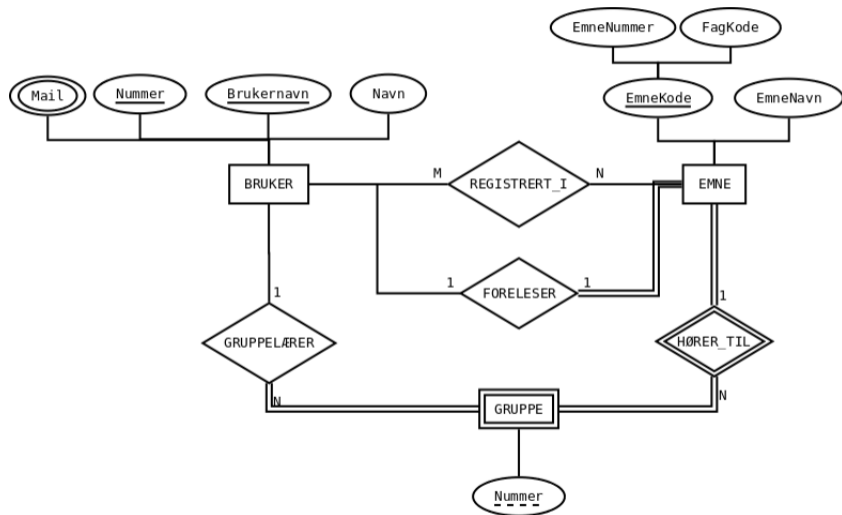 EmneNummer FagKode
Mail Nummer Brukernavn Navn EmneKode EmneNavn
BRUKER M REGISTRERT_I N EMNE
1 FORELESER 1
1 1
GRUPPELÆRER HØRER_TIL
N GRUPPE N
Nummer